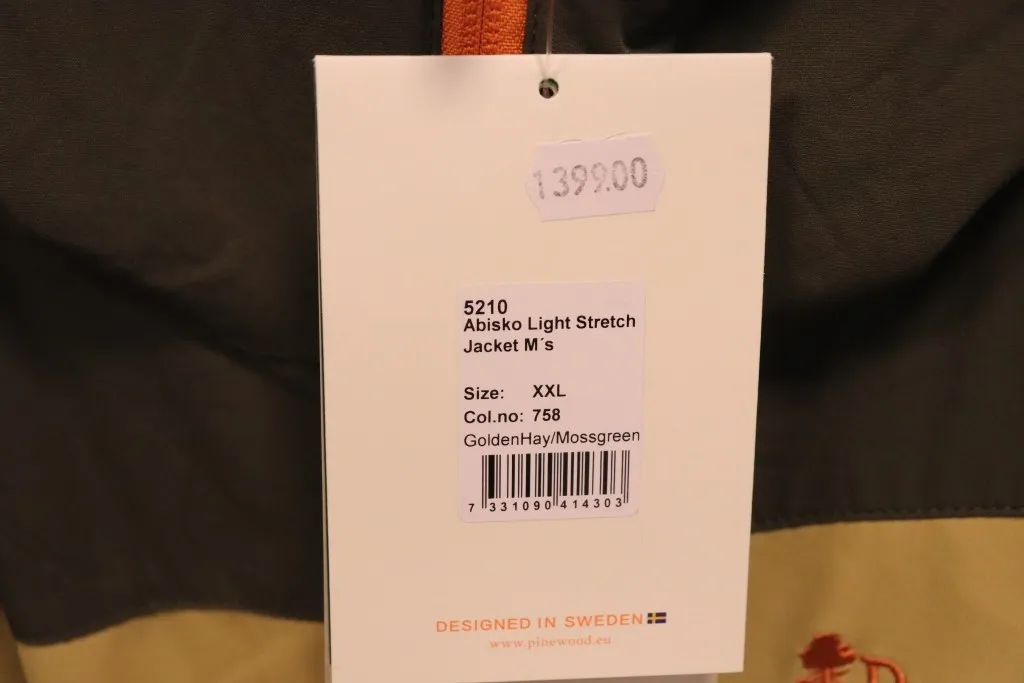 1399.00
5210
Abisko Light Stretch
Jacket M´s
Size: XXL
Col.no: 758
GoldenHay/Mossgreen
7 331090 414303
DESIGNED IN SWEDEN
www.pinewood.eu